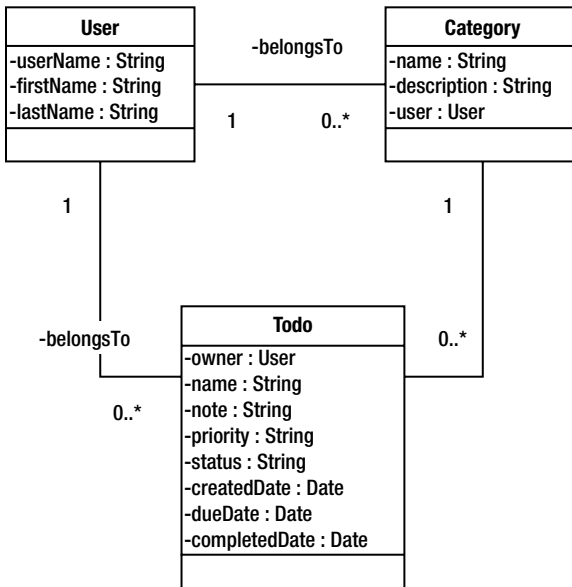 User
-userName : String
-firstName : String
-lastName : String
-belongsTo
1
0..*
Category
-name : String
-description : String
-user : User
1
1
-belongsTo
0..*
0..*
Todo
-owner : User
-name : String
-note : String
-priority : String
-status : String
-createdDate : Date
-dueDate : Date
-completedDate : Date